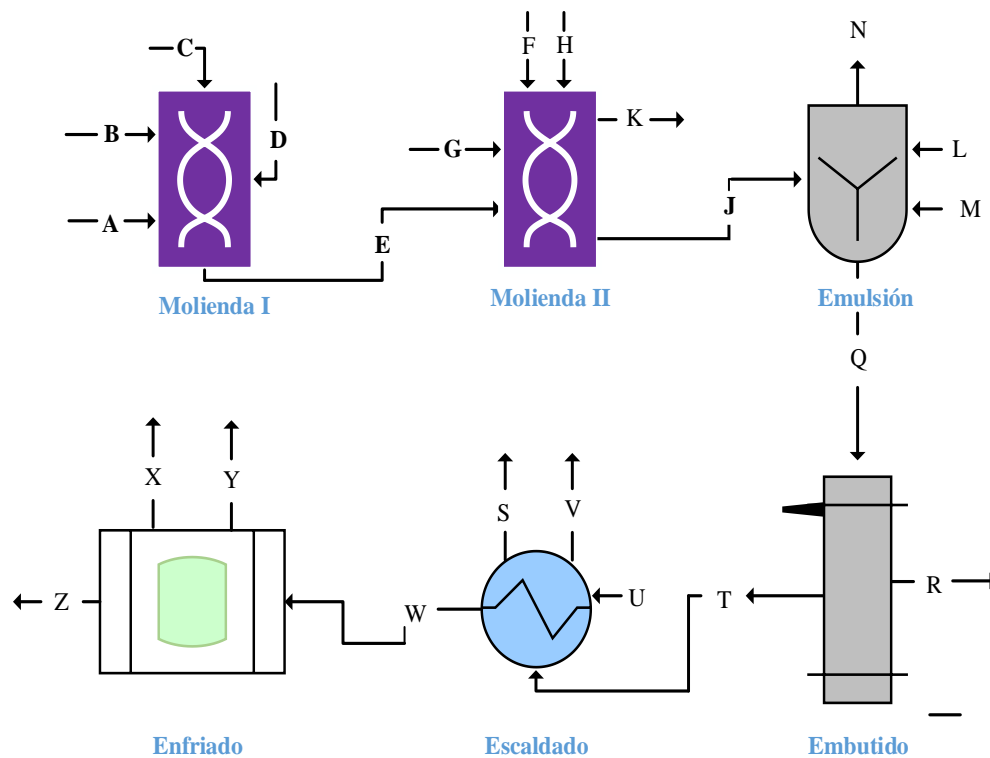 C
F
H
N
B
D
G
K
L
A
E
J
M
Molienda I
Molienda II
Emulsión
Q
X
Y
S
V
Z
W
U
T
R
Enfriado
Escaldado
Embutido